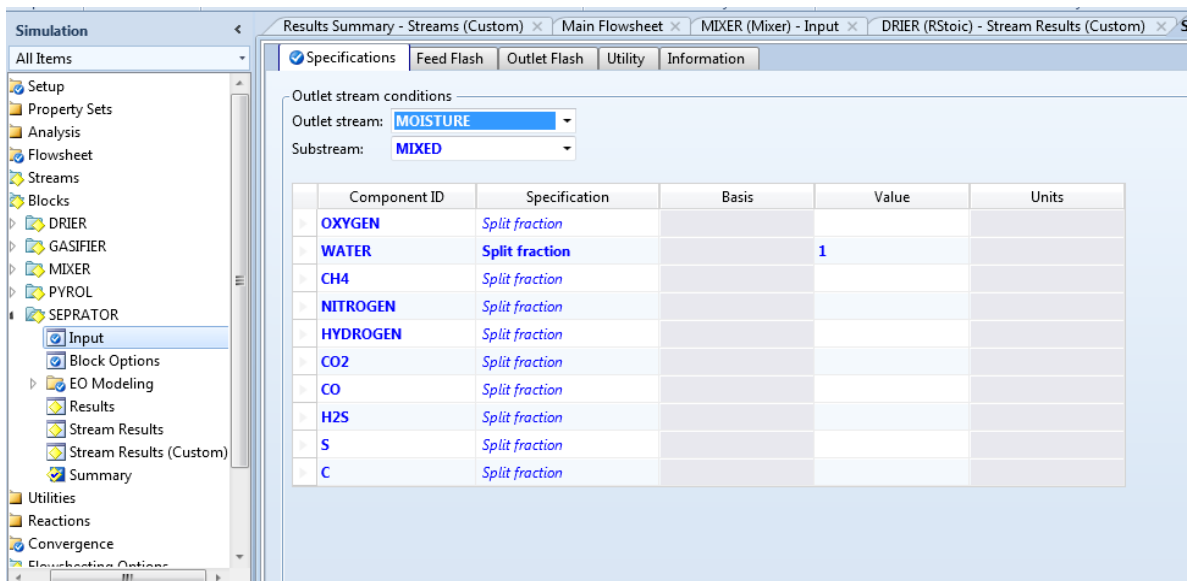 Simulation
Results Summary - Streams (Custom)
Main Flowsheet
MIXER (Mixer) - Input
DRIER (RStoic) - Stream Results (Custom)
All Items
Setup
Property Sets
Analysis
Flowsheet
Streams
Blocks
DRIER
GASIFIER
MIXER
PYROL
SEPRATOR
Input
Block Options
EO Modeling
Results
Stream Results
Stream Results (Custom)
Summary
Utilities
Reactions
Convergence
Flowsheeting Options
Specifications
Feed Flash
Outlet Flash
Utility
Information
Outlet stream conditions
Outlet stream: MOISTURE
Substream: MIXED
Component ID Specification Basis Value Units
OXYGEN Split fraction
WATER Split fraction 1
CH4 Split fraction
NITROGEN Split fraction
HYDROGEN Split fraction
CO2 Split fraction
CO Split fraction
H2S Split fraction
S Split fraction
C Split fraction